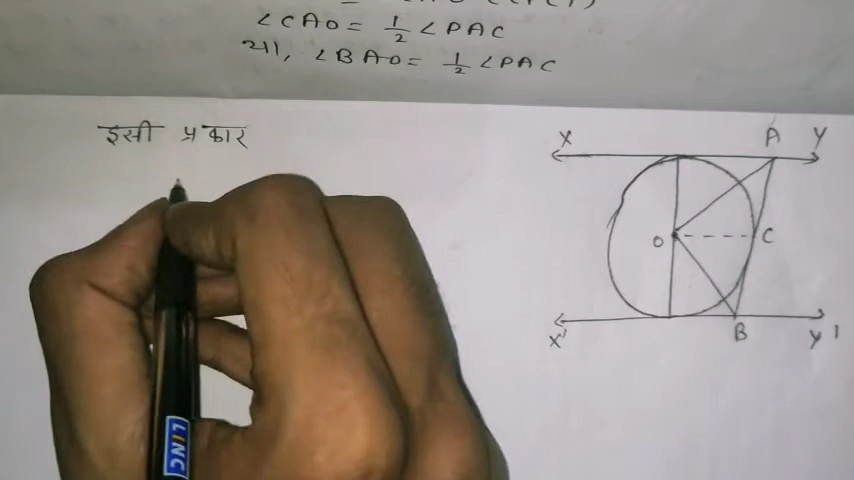 ∠CAO = 1/2 ∠PAC
या, ∠BAO = 1/2 ∠PAC
इसी प्रकार
X A Y
O C
X' B Y'
LINC